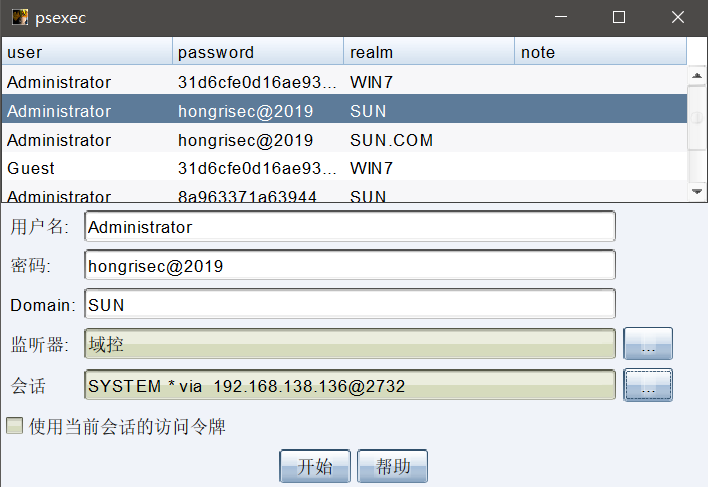 psexec
user password realm note
Administrator 31d6cfe0d16ae93... WIN7
Administrator hongrisec@2019 SUN
Administrator hongrisec@2019 SUN.COM
Guest 31d6cfe0d16ae93... WIN7
Administrator 8a963371a63944 SUN
用户名: Administrator
密码: hongrisec@2019
Domain: SUN
监听器: 域控 ...
会话 SYSTEM * via 192.168.138.136@2732 ...
使用当前会话的访问令牌
开始 帮助